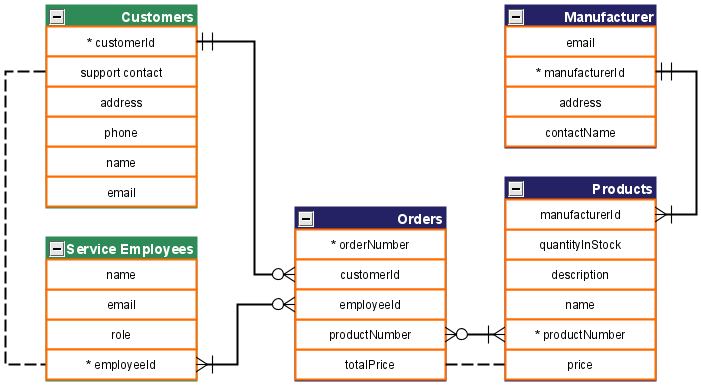 Customers
* customerId
support contact
address
phone
name
email
Manufacturer
email
* manufacturerId
address
contactName
Service Employees
name
email
role
* employeeId
Orders
* orderNumber
customerId
employeeId
productNumber
totalPrice
Products
manufacturerId
quantityInStock
description
name
* productNumber
price